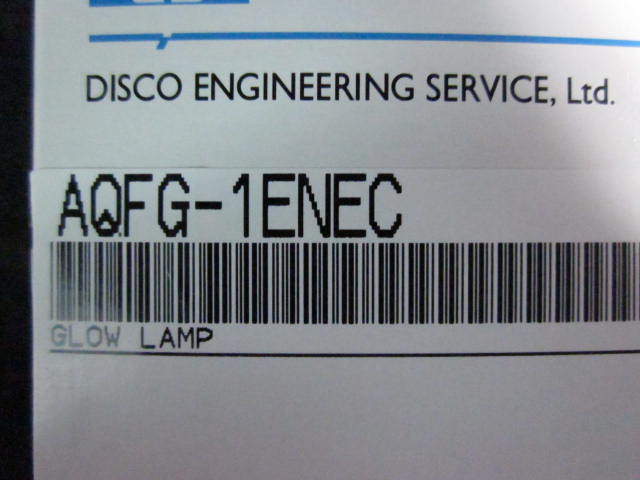 DISCO ENGINEERING SERVICE, Ltd.
AQFG-1ENEC
GLOW LAMP